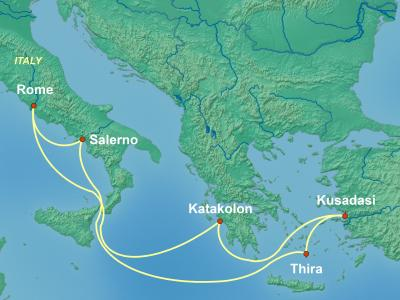 ITALY
Rome
Salerno
Katakolon
Kusadasi
Thira